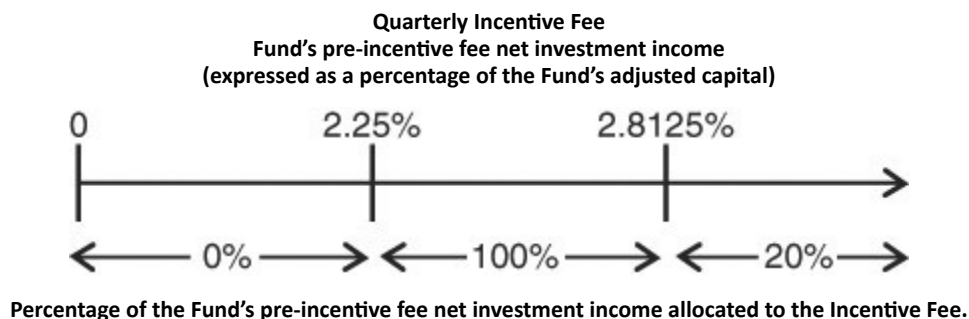 Quarterly Incentive Fee
Fund’s pre-incentive fee net investment income
(expressed as a percentage of the Fund’s adjusted capital)
0 2.25% 2.8125%
0% 100% 20%
Percentage of the Fund’s pre-incentive fee net investment income allocated to the Incentive Fee.